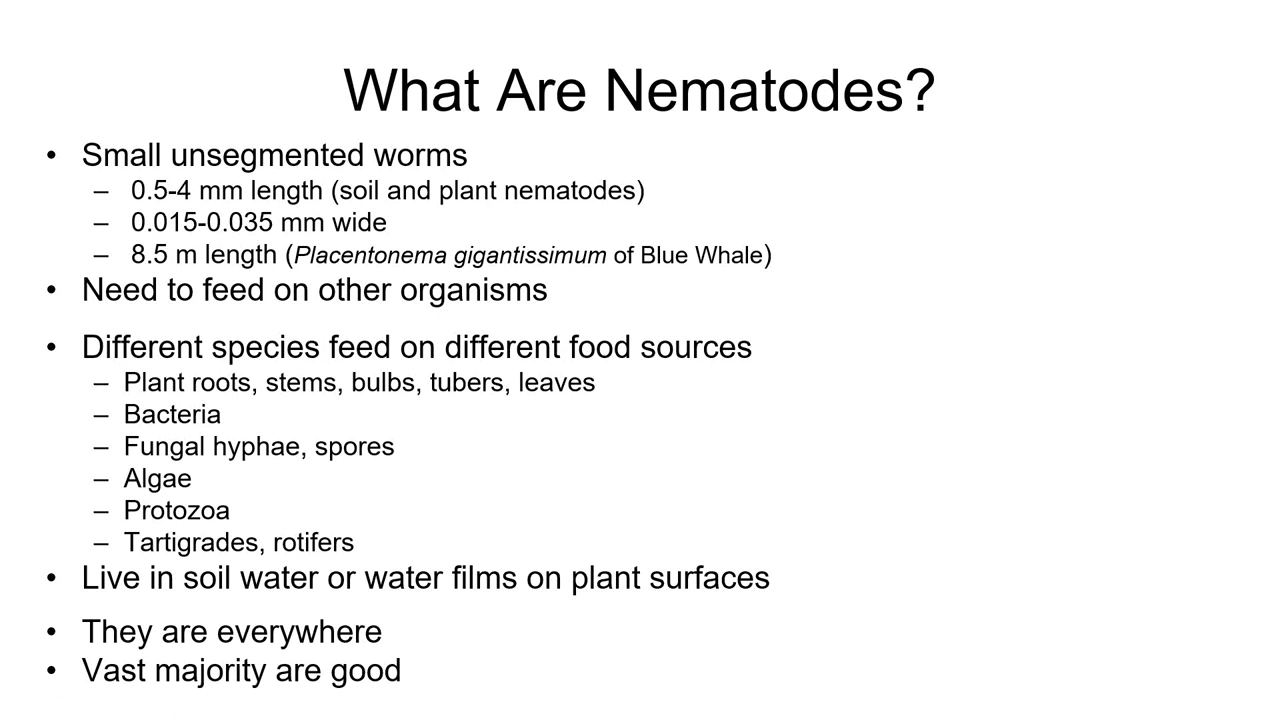 What Are Nematodes?
• Small unsegmented worms
– 0.5-4 mm length (soil and plant nematodes)
– 0.015-0.035 mm wide
– 8.5 m length (Placentonema gigantissimum of Blue Whale)
• Need to feed on other organisms
• Different species feed on different food sources
– Plant roots, stems, bulbs, tubers, leaves
– Bacteria
– Fungal hyphae, spores
– Algae
– Protozoa
– Tartigrades, rotifers
• Live in soil water or water films on plant surfaces
• They are everywhere
• Vast majority are good